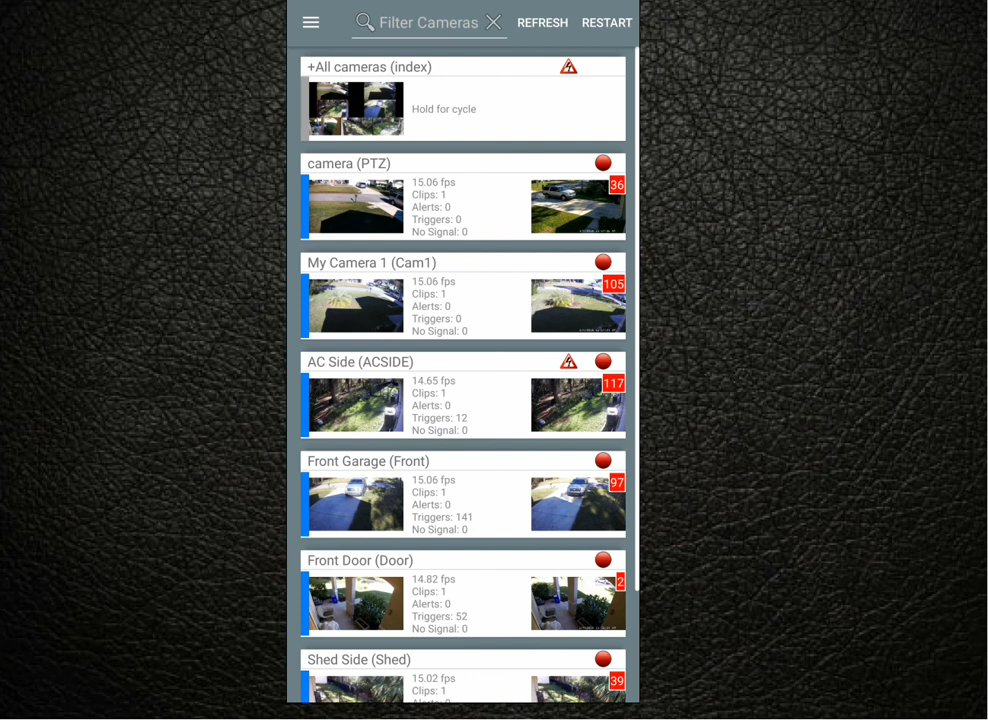 Filter Cameras REFRESH RESTART
+All cameras (index)
Hold for cycle
camera (PTZ)
15.06 fps
36
Clips: 1
Alerts: 0
Triggers: 0
No Signal: 0
My Camera 1 (Cam1)
15.06 fps
105
Clips: 1
Alerts: 0
Triggers: 0
No Signal: 0
AC Side (ACSIDE)
14.65 fps
117
Clips: 1
Alerts: 0
Triggers: 12
No Signal: 0
Front Garage (Front)
15.06 fps
97
Clips: 1
Alerts: 0
Triggers: 141
No Signal: 0
Front Door (Door)
14.82 fps
2
Clips: 1
Alerts: 0
Triggers: 52
No Signal: 0
Shed Side (Shed)
15.02 fps
39
Clips: 1